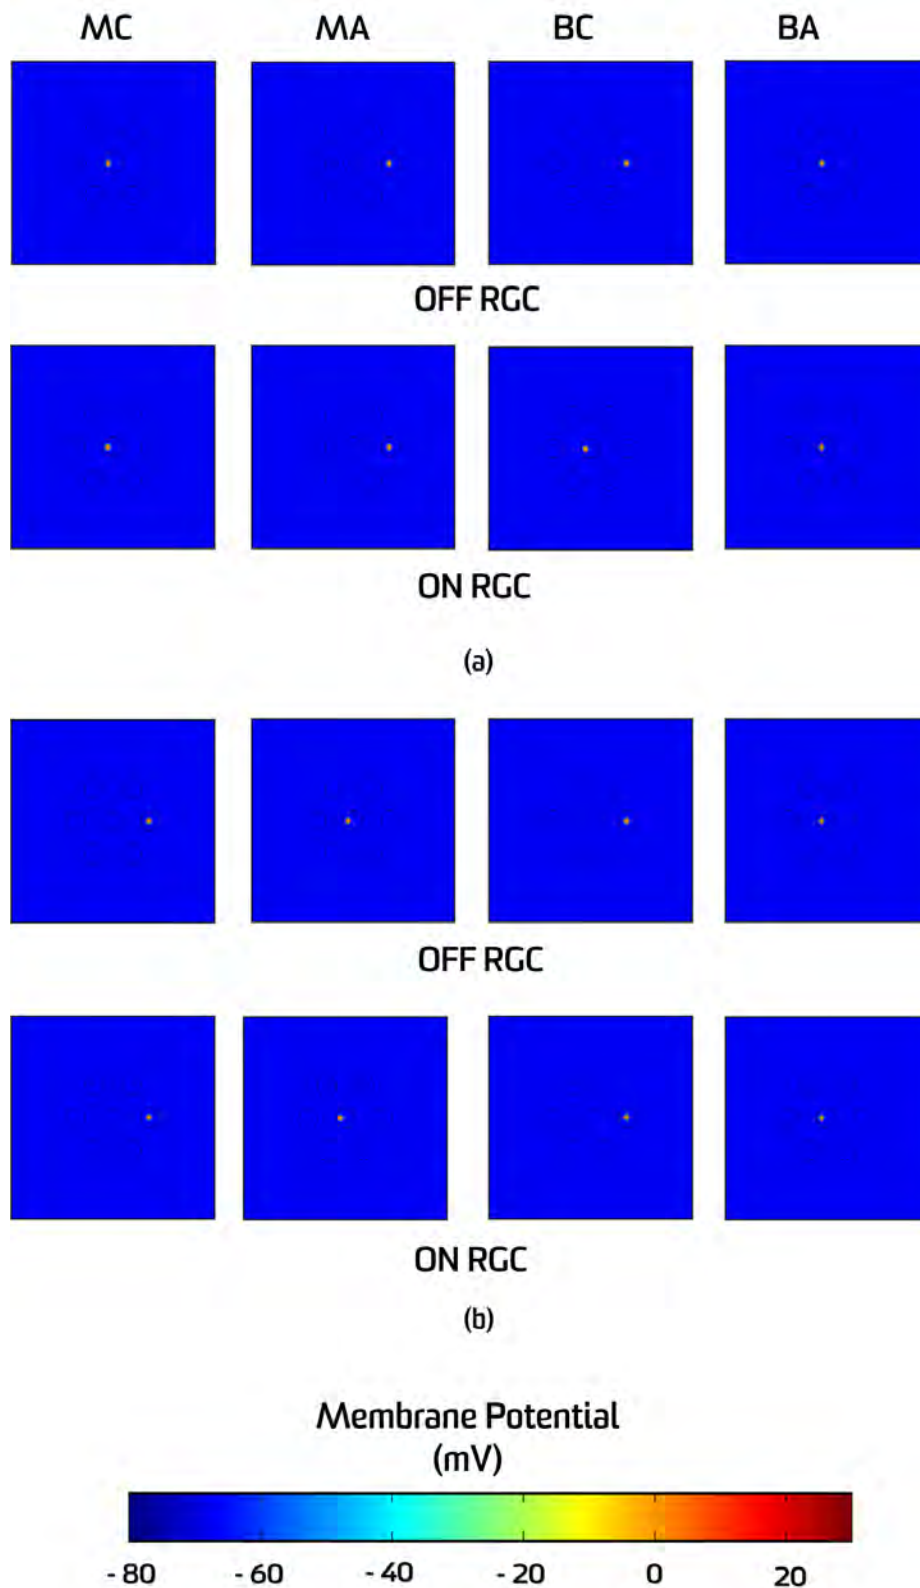 MC MA BC BA
OFF RGC
ON RGC
(a)
OFF RGC
ON RGC
(b)
Membrane Potential
(mV)
- 80 - 60 - 40 - 20 0 20